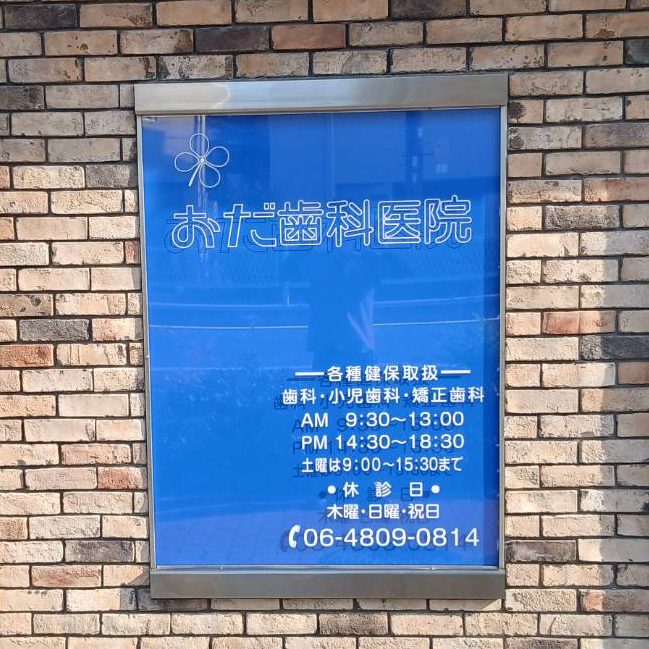 おだ歯科医院
各種健保取扱
歯科・小児歯科・矯正歯科
AM 9:30〜13:00
PM 14:30〜18:30
土曜は9:00〜15:30まで
●休診日●
木曜・日曜・祝日
06-4809-0814